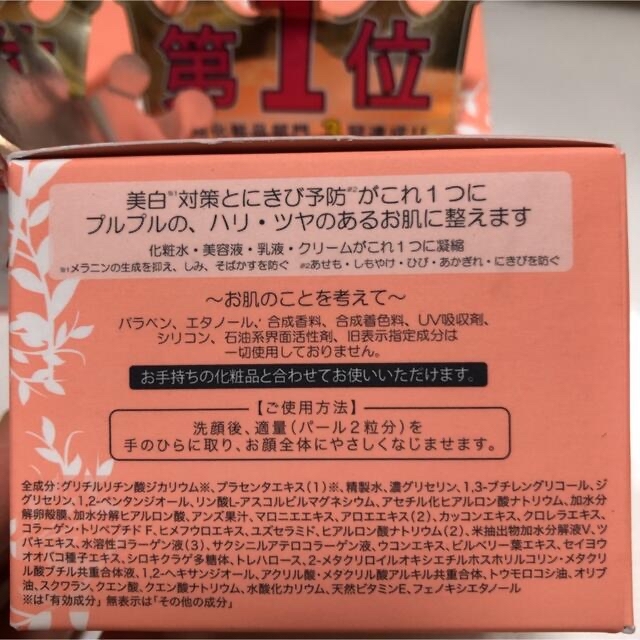 第1位
美白※1対策とにきび予防※2がこれ1つに
プルプルの、ハリ・ツヤのあるお肌に整えます
化粧水・美容液・乳液・クリームがこれ1つに凝縮
※1メラニンの生成を抑え、しみ、そばかすを防ぐ ※2あせも・しもやけ・ひび・あかぎれ・にきびを防ぐ
～お肌のことを考えて～
パラベン、エタノール、合成香料、合成着色料、UV吸収剤、
シリコン、石油系界面活性剤、旧表示指定成分は
一切使用しておりません。
お手持ちの化粧品と合わせてお使いいただけます。
【ご使用方法】
洗顔後、適量(パール2粒分)を
手のひらに取り、お顔全体にやさしくなじませます。
全成分：グリチルリチン酸ジカリウム※、プラセンタエキス(1)※、精製水、濃グリセリン、1,3-ブチレングリコール、ジ
グリセリン、1,2-ペンタンジオール、リン酸L-アスコルビルマグネシウム、アセチル化ヒアルロン酸ナトリウム、加水分
解卵殻膜、加水分解ヒアルロン酸、アンズ果汁、マロニエエキス、アロエエキス(2)、カッコンエキス、クロレラエキス、
コラーゲン・トリペプチド F、ヒメフウロエキス、ユズセラミド、ヒアルロン酸ナトリウム(2)、米抽出物加水分解液V、ツ
バキエキス、水溶性コラーゲン液(3)、サクシニルアテロコラーゲン液、ウコンエキス、ビルベリー葉エキス、セイヨウ
オオバコ種子エキス、シロキクラゲ多糖体、トレハロース、2-メタクリロイルオキシエチルホスホリルコリン・メタクリ
ル酸ブチル共重合体液、1,2-ヘキサンジオール、アクリル酸・メタクリル酸アルキル共重合体、トウモロコシ油、オリブ
油、スクワラン、クエン酸、クエン酸ナトリウム、水酸化カリウム、天然ビタミンE、フェノキシエタノール
※は「有効成分」無表示は「その他の成分」